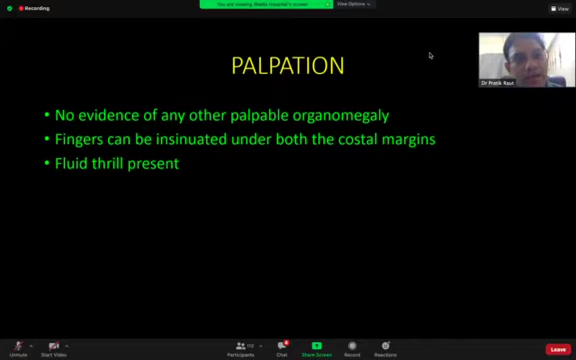 Recording
You are viewing Wadia Hospital's screen
View Options
View
PALPATION
Dr Pratik Raut
• No evidence of any other palpable organomegaly
• Fingers can be insinuated under both the costal margins
• Fluid thrill present
Unmute
Start Video
Participants
Chat
Share Screen
Record
Reactions
Leave